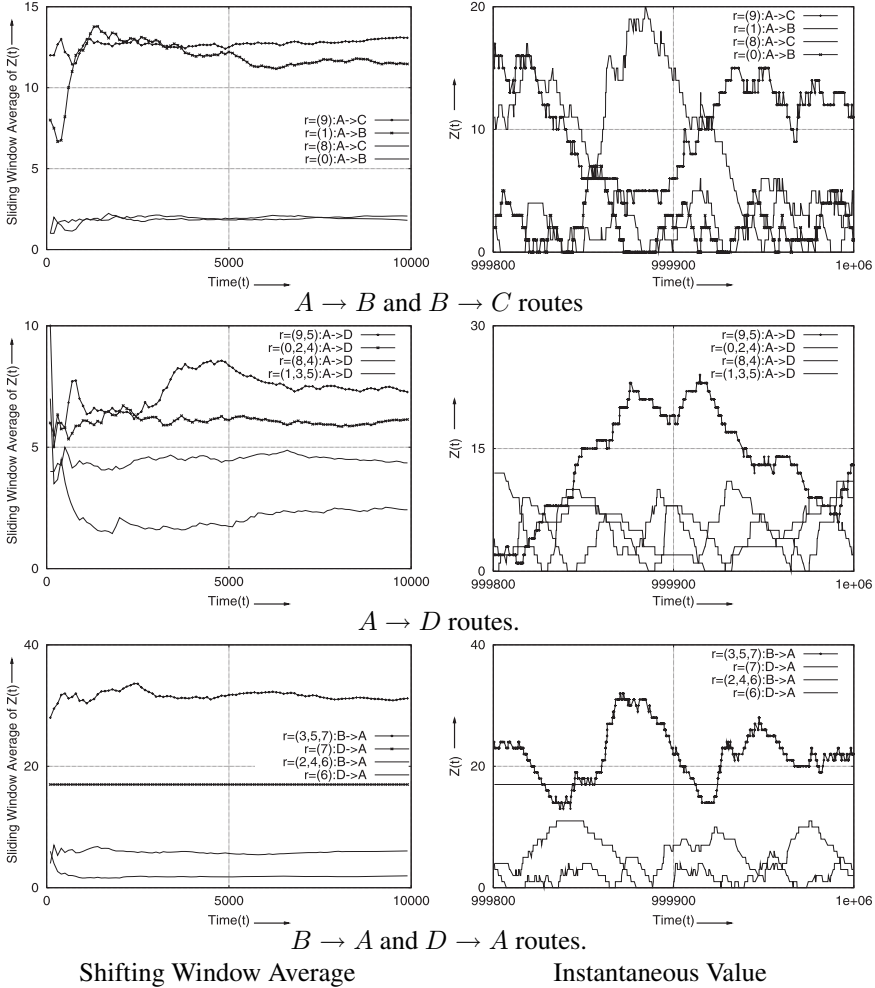 Sliding Window Average of Z(t)
15
10
5
0
r=(9):A->C
r=(1):A->B
r=(8):A->C
r=(0):A->B
0 5000 10000
Time(t)
Z(t)
20
10
0
r=(9):A->C
r=(1):A->B
r=(8):A->C
r=(0):A->B
999800 999900 1e+06
Time(t)
A → B and B → C routes
Sliding Window Average of Z(t)
10
5
0
r=(9,5):A->D
r=(0,2,4):A->D
r=(8,4):A->D
r=(1,3,5):A->D
0 5000 10000
Time(t)
Z(t)
30
15
0
r=(9,5):A->D
r=(0,2,4):A->D
r=(8,4):A->D
r=(1,3,5):A->D
999800 999900 1e+06
Time(t)
A → D routes.
Sliding Window Average of Z(t)
40
20
0
r=(3,5,7):B->A
r=(7):D->A
r=(2,4,6):B->A
r=(6):D->A
0 5000 10000
Time(t)
Z(t)
40
20
0
r=(3,5,7):B->A
r=(7):D->A
r=(2,4,6):B->A
r=(6):D->A
999800 999900 1e+06
Time(t)
B → A and D → A routes.
Shifting Window Average Instantaneous Value